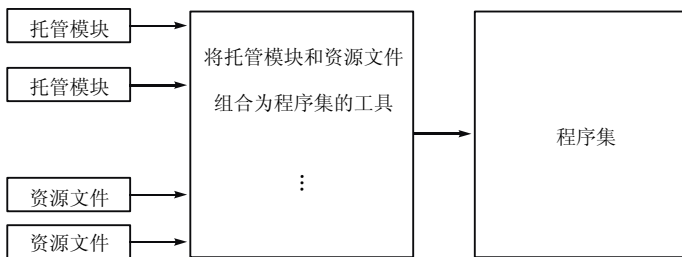 托管模块
托管模块
资源文件
资源文件
将托管模块和资源文件
组合为程序集的工具
⋮
程序集